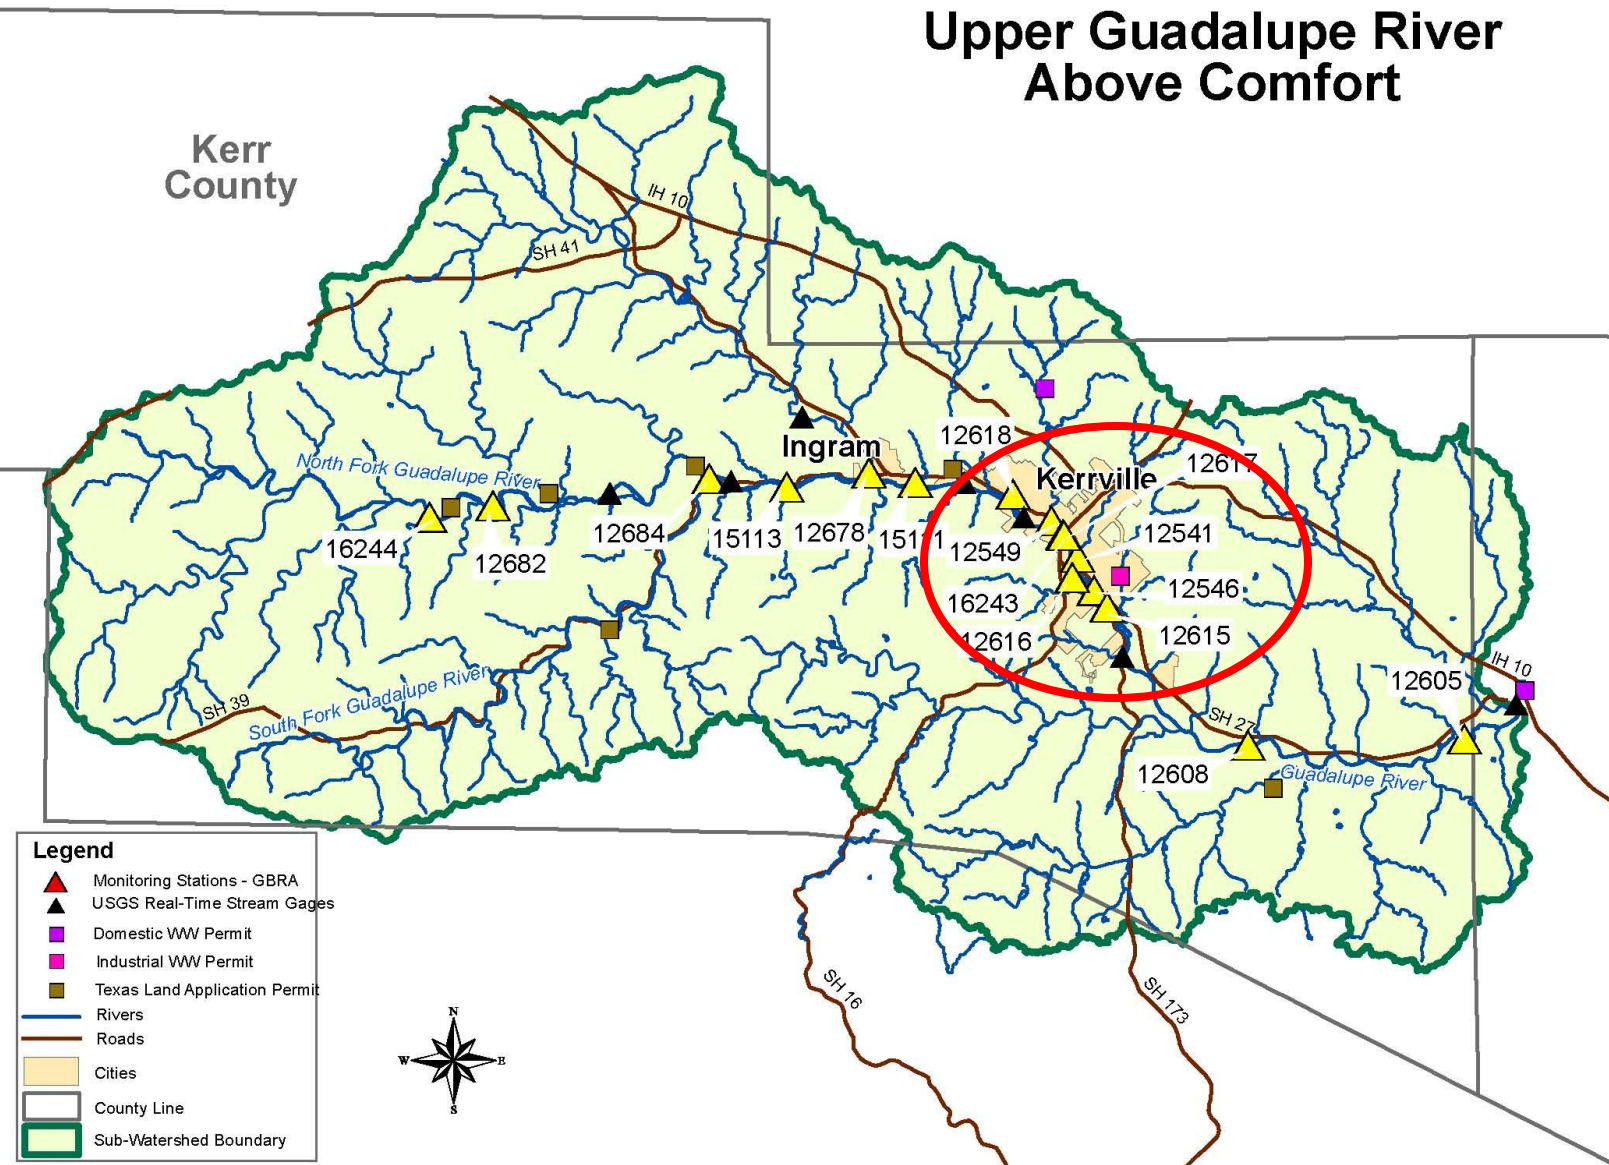 Upper Guadalupe River
Above Comfort
Kerr
County
IH 10
SH 41
12618
Ingram
Kerrville
12617
North Fork Guadalupe River
16244
12682
12684
15113
12678
15111
12549
12541
16243
12546
12616
12615
IH 10
12605
South Fork Guadalupe River
SH 39
SH 27
12608
Guadalupe River
Legend
Monitoring Stations - GBRA
USGS Real-Time Stream Gages
Domestic WW Permit
Industrial WW Permit
Texas Land Application Permit
Rivers
Roads
Cities
County Line
Sub-Watershed Boundary
N
W
E
S
SH 16
SH 173